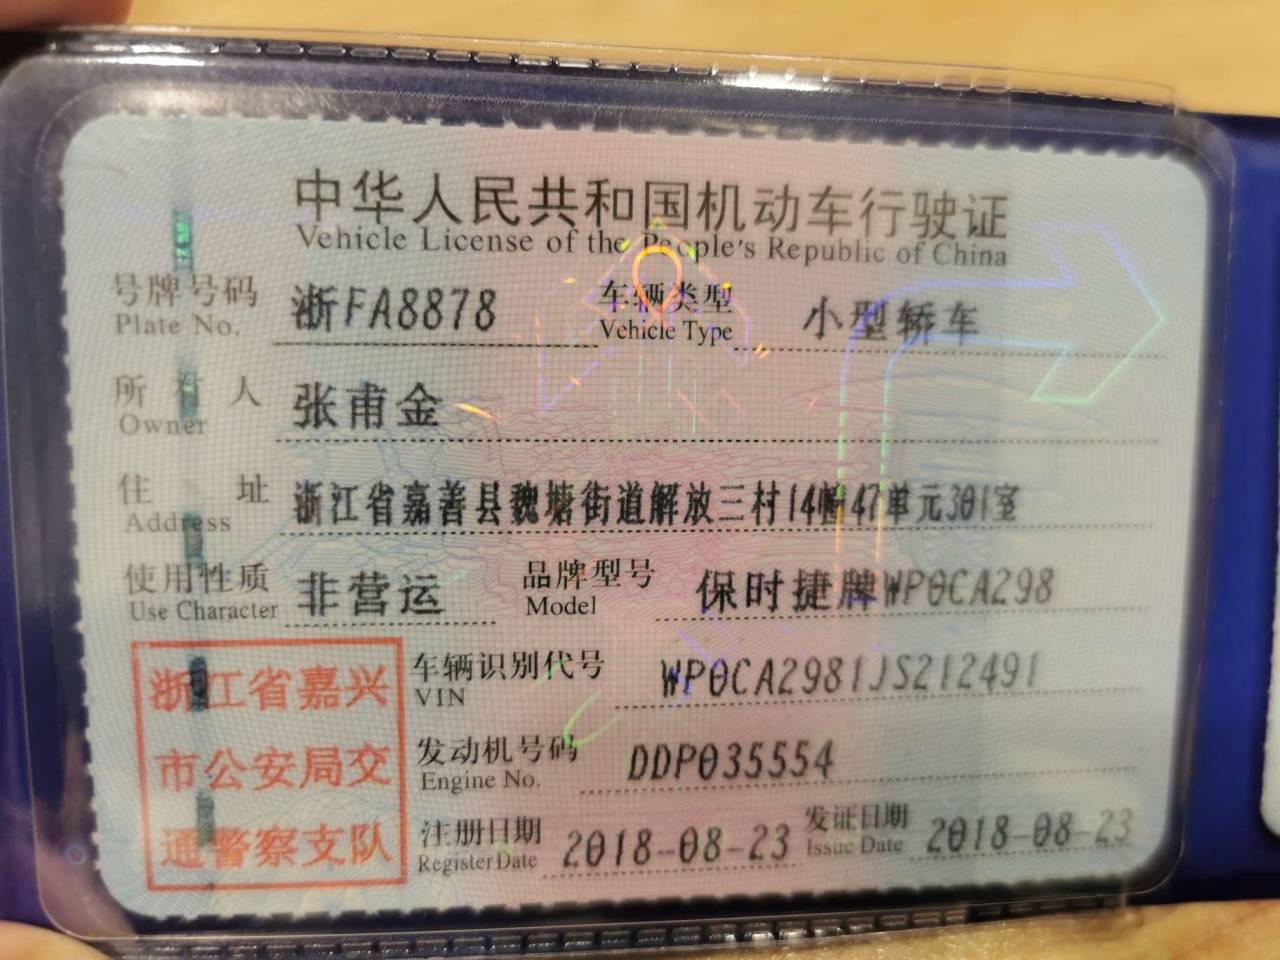 中华人民共和国机动车行驶证
Vehicle License of the People's Republic of China
号牌号码 浙FA8878 车辆类型 小型轿车
Plate No. Vehicle Type
所有人 张甫金
Owner
住址 浙江省嘉善县魏塘街道解放三村14幢47单元301室
Address
使用性质 非营运 品牌型号 保时捷牌WP0CA298
Use Character Model
浙江省嘉兴
市公安局交
通警察支队
车辆识别代号 WP0CA2981JS212491
VIN
发动机号码 DDP035554
Engine No.
注册日期 2018-08-23 发证日期 2018-08-23
Register Date Issue Date